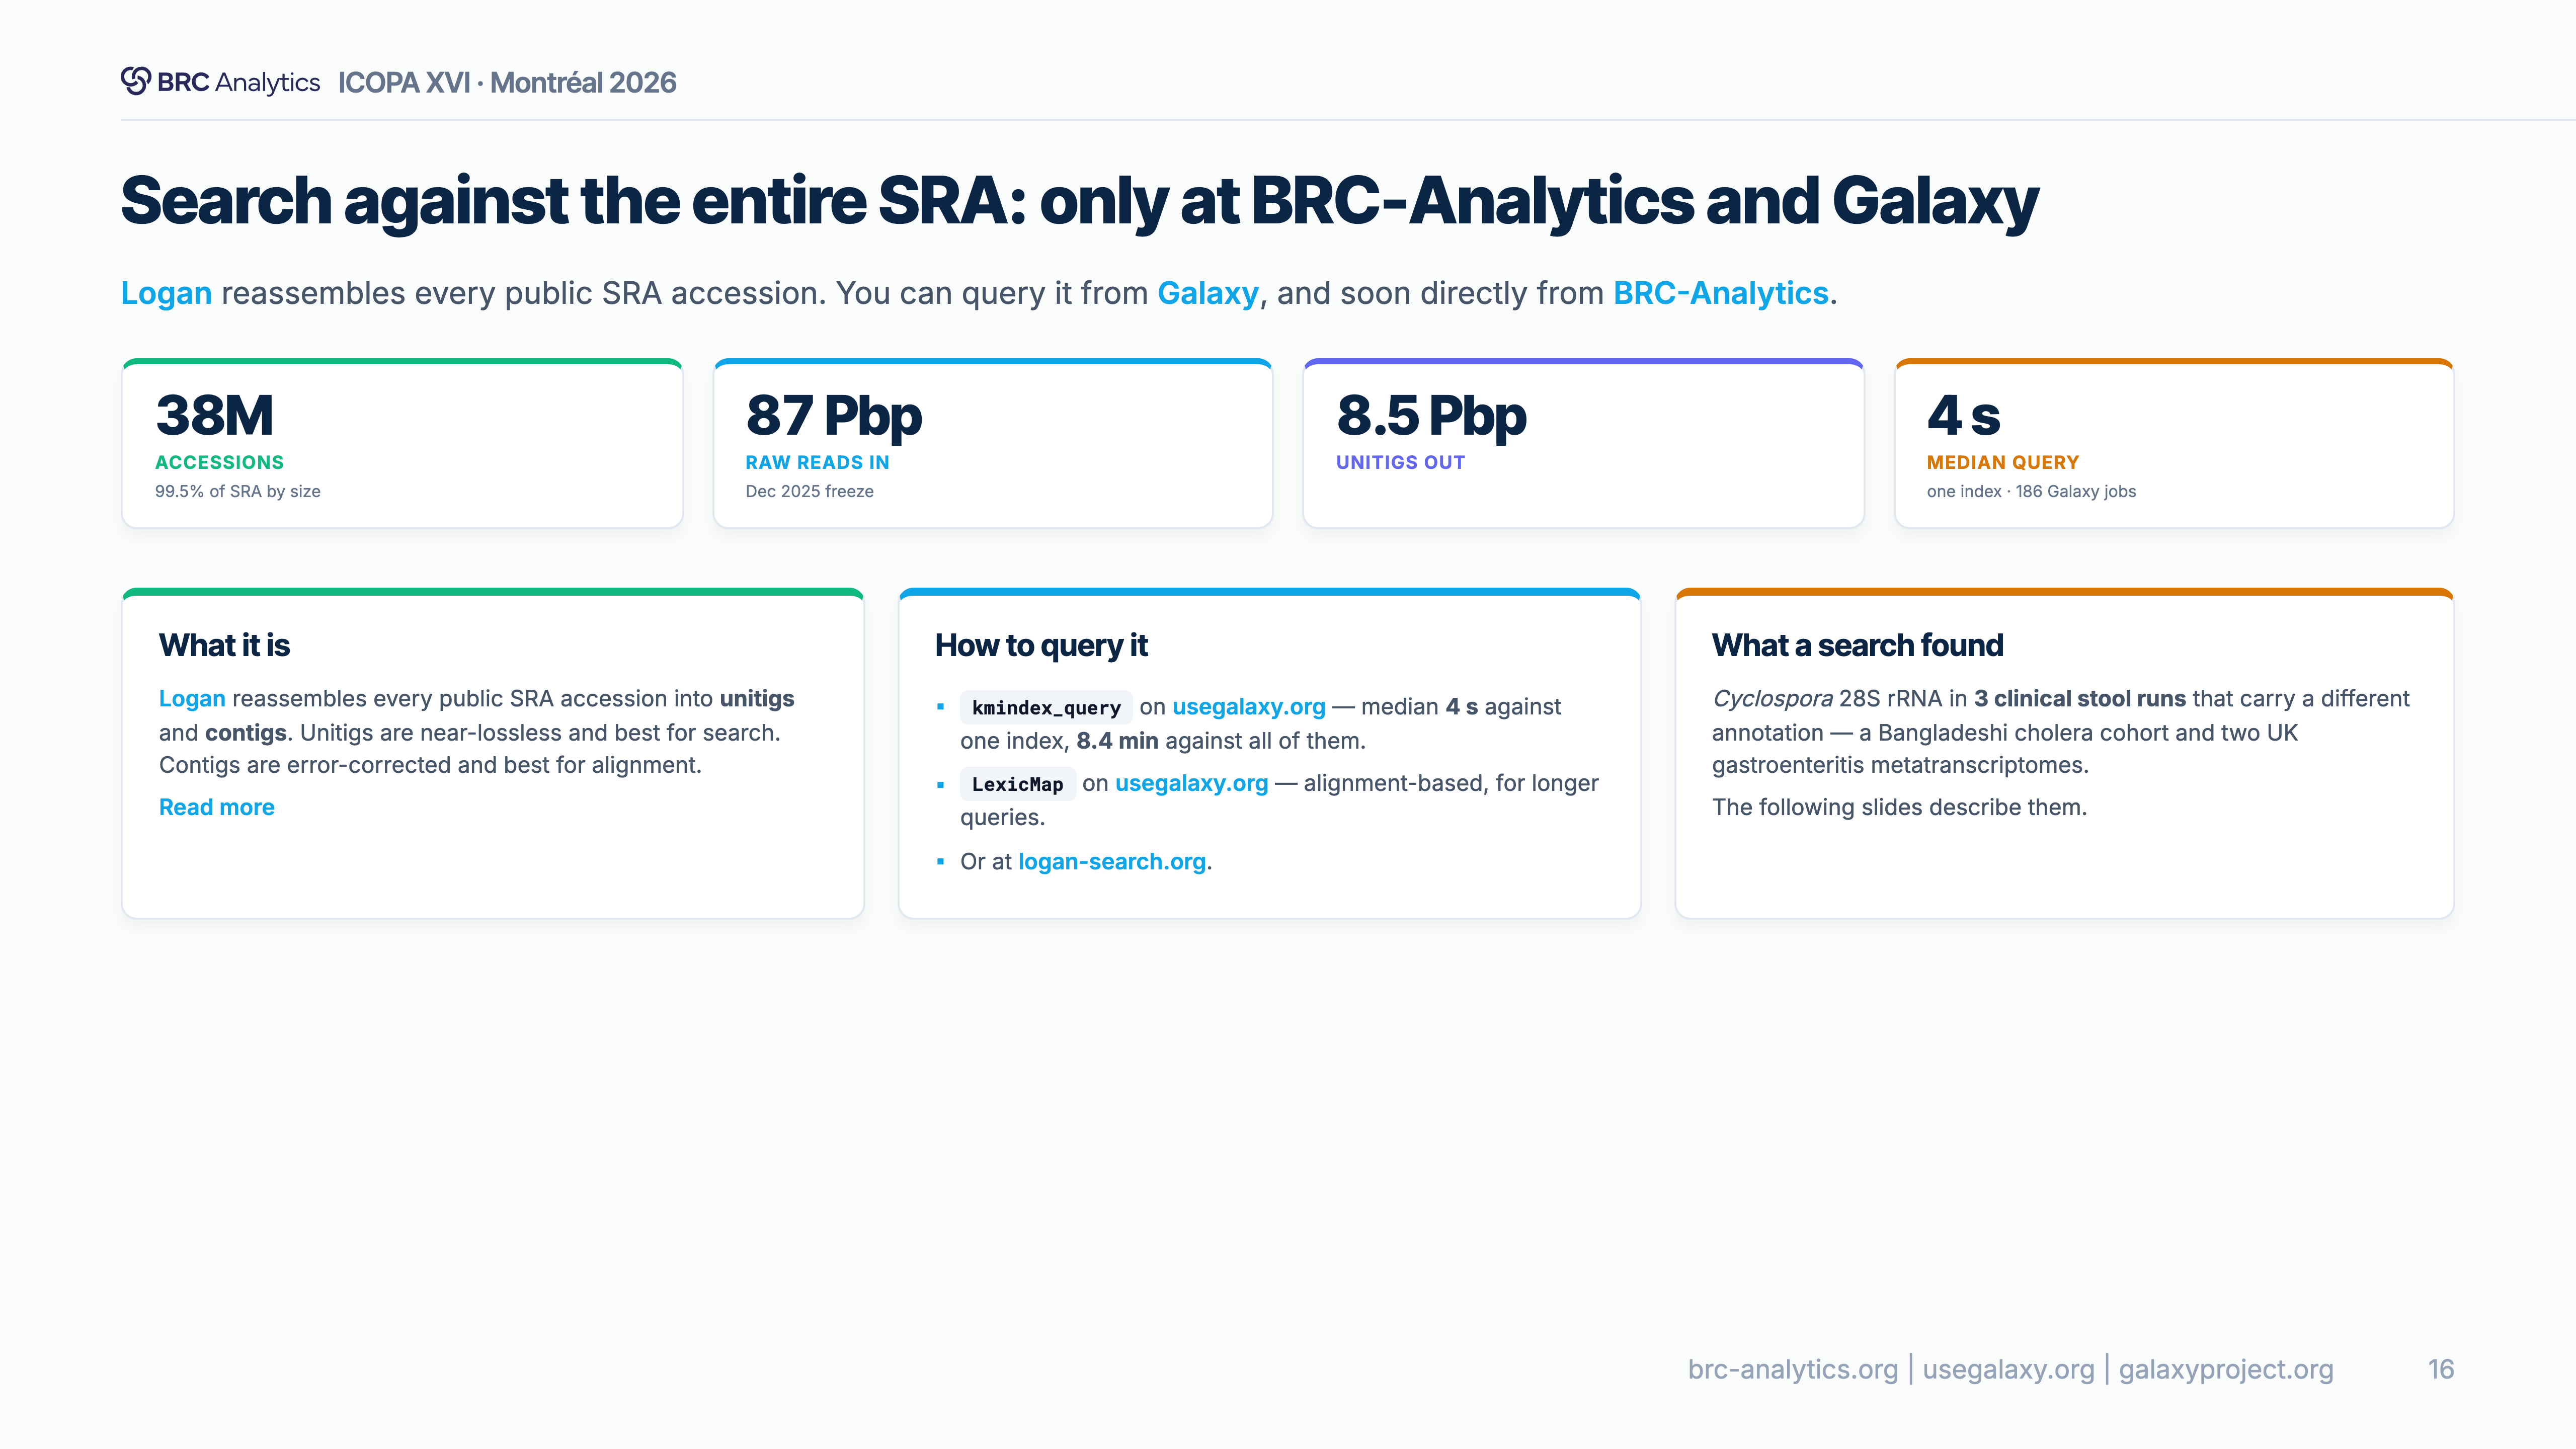 BRC Analytics ICOPA XVI · Montréal 2026
Search against the entire SRA: only at BRC-Analytics and Galaxy
Logan reassembles every public SRA accession. You can query it from Galaxy, and soon directly from BRC-Analytics.
38M
ACCESSIONS
99.5% of SRA by size
87 Pbp
RAW READS IN
Dec 2025 freeze
8.5 Pbp
UNITIGS OUT
4 s
MEDIAN QUERY
one index · 186 Galaxy jobs
What it is
Logan reassembles every public SRA accession into unitigs
and contigs. Unitigs are near-lossless and best for search.
Contigs are error-corrected and best for alignment.
Read more
How to query it
▪ kmindex_query on usegalaxy.org — median 4 s against
one index, 8.4 min against all of them.
▪ LexicMap on usegalaxy.org — alignment-based, for longer
queries.
▪ Or at logan-search.org.
What a search found
Cyclospora 28S rRNA in 3 clinical stool runs that carry a different
annotation — a Bangladeshi cholera cohort and two UK
gastroenteritis metatranscriptomes.
The following slides describe them.
brc-analytics.org | usegalaxy.org | galaxyproject.org 16